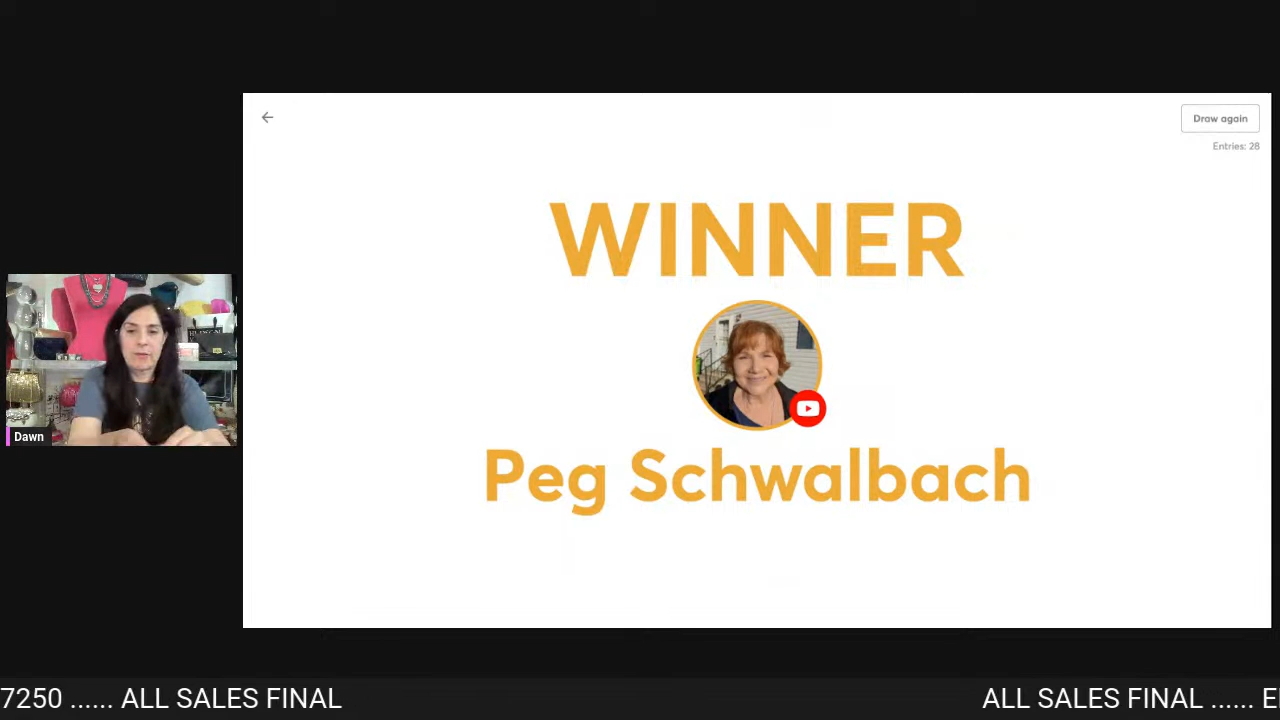 Draw again
Entries: 28
WINNER
Peg Schwalbach
Dawn
7250 ...... ALL SALES FINAL
ALL SALES FINAL ......